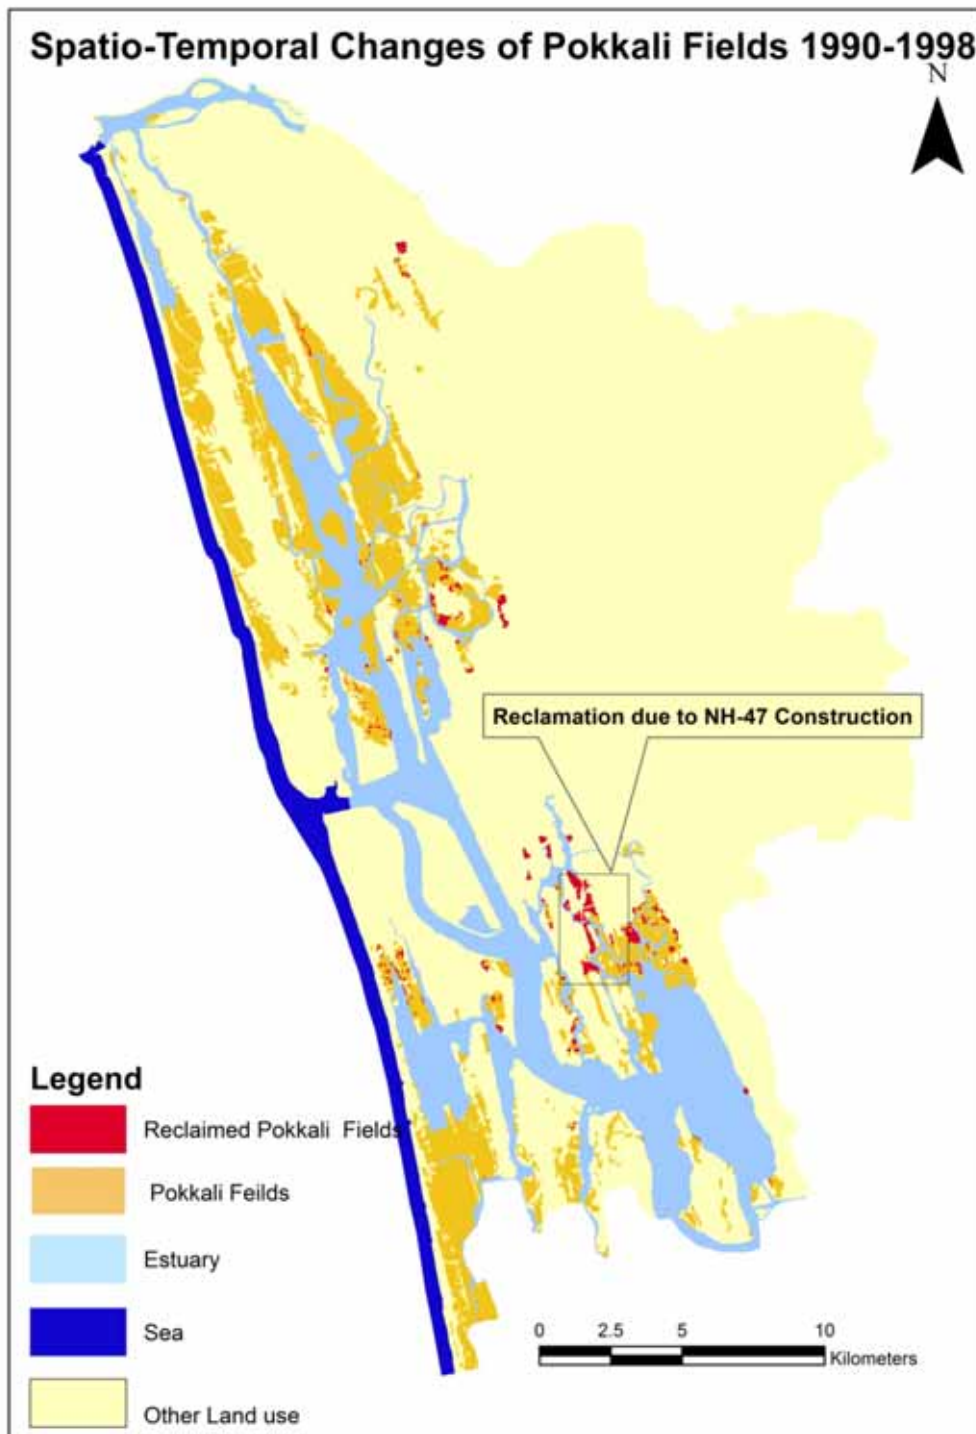 Spatio-Temporal Changes of Pokkali Fields 1990-1998
N
Reclamation due to NH-47 Construction
Legend
Reclaimed Pokkali Fields
Pokkali Feilds
Estuary
Sea
Other Land use
0 2.5 5 10
Kilometers